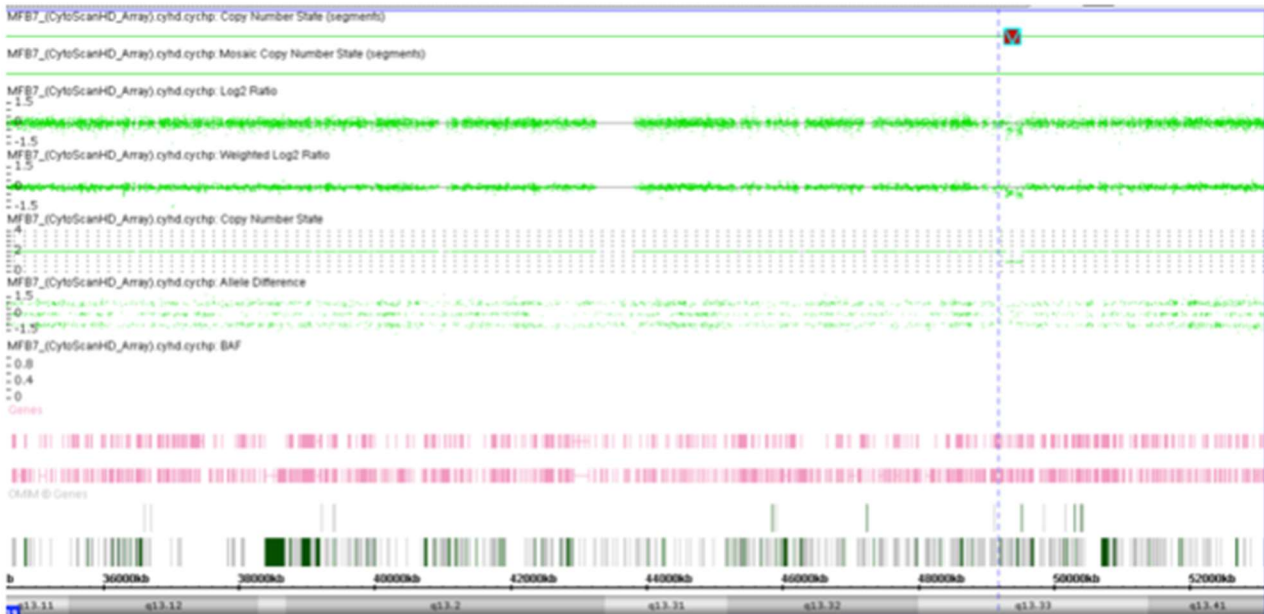 MFB7_(CytoScanHD_Array).cyhd.cychp: Copy Number State (segments)
MFB7_(CytoScanHD_Array).cyhd.cychp: Mosaic Copy Number State (segments)
MFB7_(CytoScanHD_Array).cyhd.cychp: Log2 Ratio
1.5
0
-1.5
MFB7_(CytoScanHD_Array).cyhd.cychp: Weighted Log2 Ratio
1.5
0
-1.5
MFB7_(CytoScanHD_Array).cyhd.cychp: Copy Number State
4
2
0
MFB7_(CytoScanHD_Array).cyhd.cychp: Allele Difference
1.5
0
-1.5
MFB7_(CytoScanHD_Array).cyhd.cychp: BAF
0.8
0.4
0
Genes
OMIM ® Genes
b 36000kb 38000kb 40000kb 42000kb 44000kb 46000kb 48000kb 50000kb 52000kb
q13.11 q13.12 q13.2 q13.31 q13.32 q13.33 q13.41